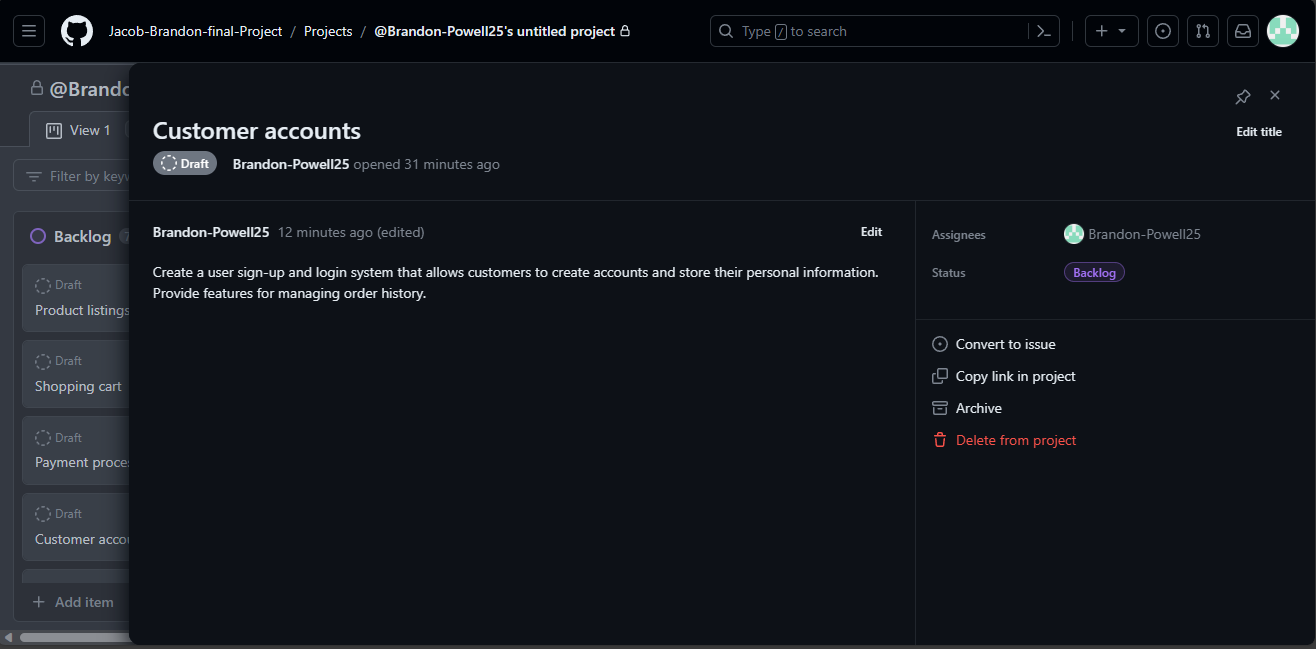 Jacob-Brandon-final-Project / Projects / @Brandon-Powell25's untitled project
Type / to search
@Brando
View 1
Filter by keyw
Backlog 7
Draft
Product listings
Draft
Shopping cart
Draft
Payment proce
Draft
Customer accou
Add item
Customer accounts
Edit title
Draft Brandon-Powell25 opened 31 minutes ago
Brandon-Powell25 12 minutes ago (edited) Edit
Create a user sign-up and login system that allows customers to create accounts and store their personal information.
Provide features for managing order history.
Assignees Brandon-Powell25
Status Backlog
Convert to issue
Copy link in project
Archive
Delete from project